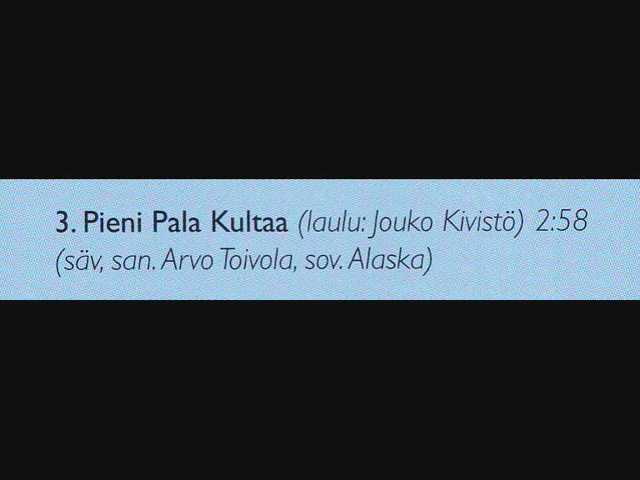 3. Pieni Pala Kultaa (laulu: Jouko Kivistö) 2:58
(säv, san. Arvo Toivola, sov. Alaska)